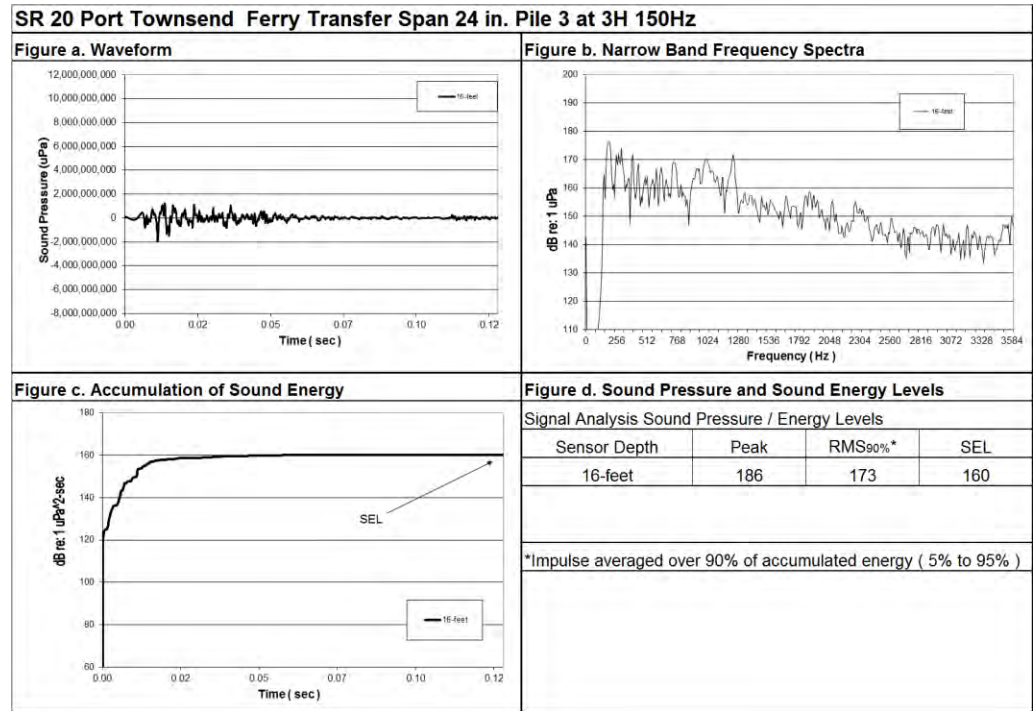 SR 20 Port Townsend Ferry Transfer Span 24 in. Pile 3 at 3H 150Hz
Figure a. Waveform
Sound Pressure (uPa)
12,000,000,000
10,000,000,000
8,000,000,000
6,000,000,000
4,000,000,000
2,000,000,000
0
-2,000,000,000
-4,000,000,000
-6,000,000,000
-8,000,000,000
16-feet
0.00 0.02 0.05 0.07 0.10 0.12
Time ( sec )
Figure b. Narrow Band Frequency Spectra
dB re: 1 uPa
200
190
180
170
160
150
140
130
120
110
16-feet
0 256 512 768 1024 1280 1536 1792 2048 2304 2560 2816 3072 3328 3584
Frequency ( Hz )
Figure c. Accumulation of Sound Energy
dB re: 1 uPa^2-sec
180
160
140
120
100
80
60
SEL
16-feet
0.00 0.02 0.05 0.07 0.10 0.12
Time ( sec )
Figure d. Sound Pressure and Sound Energy Levels
Signal Analysis Sound Pressure / Energy Levels
Sensor Depth Peak RMS90%* SEL
16-feet 186 173 160
*Impulse averaged over 90% of accumulated energy ( 5% to 95% )